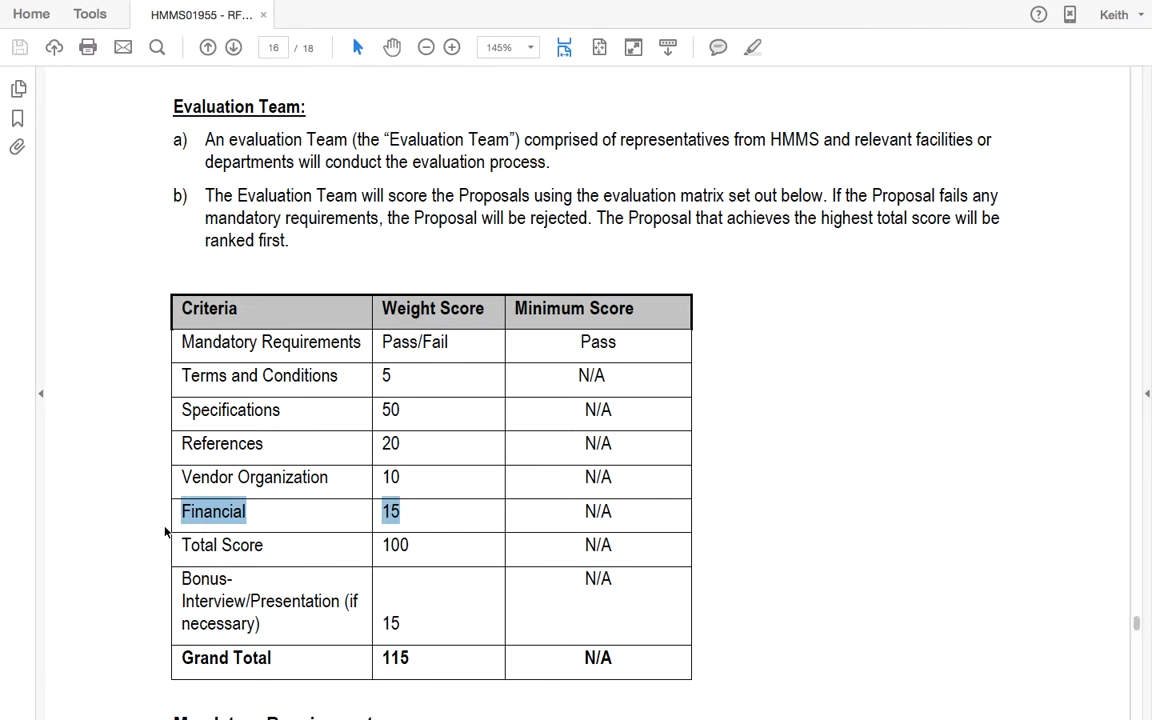 Home Tools HMMS01955 - RF... × Keith
16 / 18 145%
Evaluation Team:
a) An evaluation Team (the “Evaluation Team”) comprised of representatives from HMMS and relevant facilities or
departments will conduct the evaluation process.
b) The Evaluation Team will score the Proposals using the evaluation matrix set out below. If the Proposal fails any
mandatory requirements, the Proposal will be rejected. The Proposal that achieves the highest total score will be
ranked first.
Criteria Weight Score Minimum Score
Mandatory Requirements Pass/Fail Pass
Terms and Conditions 5 N/A
Specifications 50 N/A
References 20 N/A
Vendor Organization 10 N/A
Financial 15 N/A
Total Score 100 N/A
Bonus- N/A
Interview/Presentation (if
necessary) 15
Grand Total 115 N/A